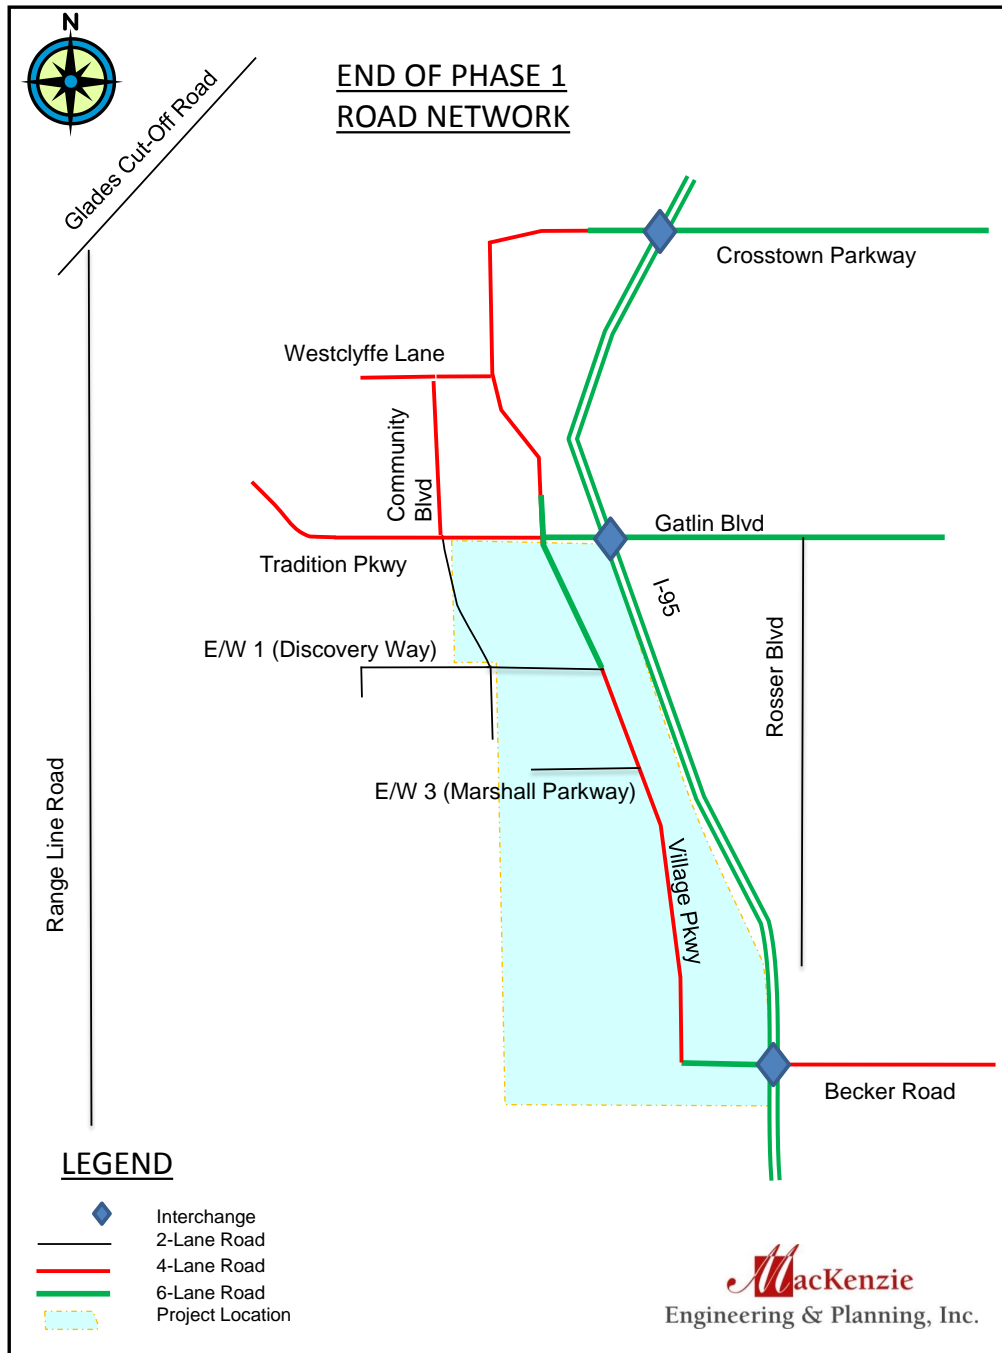 N
END OF PHASE 1
ROAD NETWORK
Glades Cut-Off Road
Crosstown Parkway
Westclyffe Lane
Community
Blvd
Gatlin Blvd
Tradition Pkwy
I-95
E/W 1 (Discovery Way)
Rosser Blvd
E/W 3 (Marshall Parkway)
Range Line Road
Village Pkwy
Becker Road
LEGEND
Interchange
2-Lane Road
4-Lane Road
6-Lane Road
Project Location
MacKenzie
Engineering & Planning, Inc.